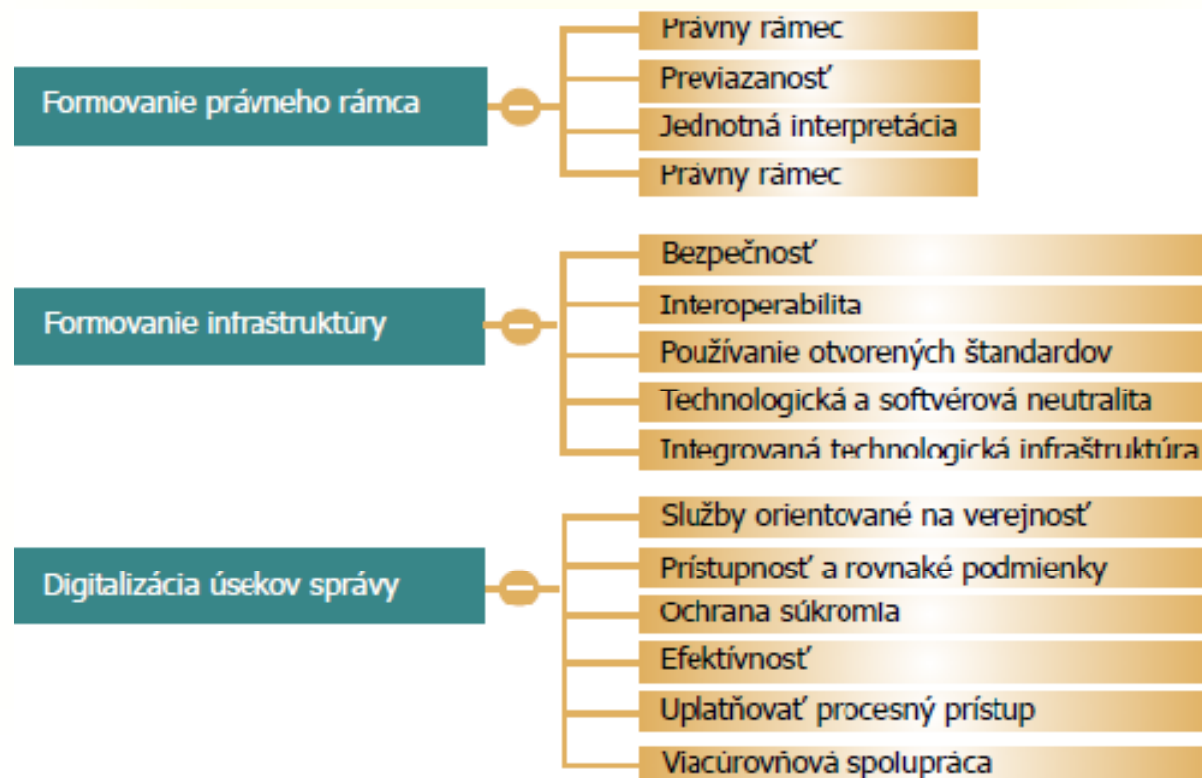 Formovanie právneho rámca
Právny rámec
Previazanosť
Jednotná interpretácia
Právny rámec
Formovanie infraštruktúry
Bezpečnosť
Interoperabilita
Používanie otvorených štandardov
Technologická a softvérová neutralita
Integrovaná technologická infraštruktúra
Digitalizácia úsekov správy
Služby orientované na verejnosť
Prístupnosť a rovnaké podmienky
Ochrana súkromia
Efektívnosť
Uplatňovať procesný prístup
Viacúrovňová spolupráca